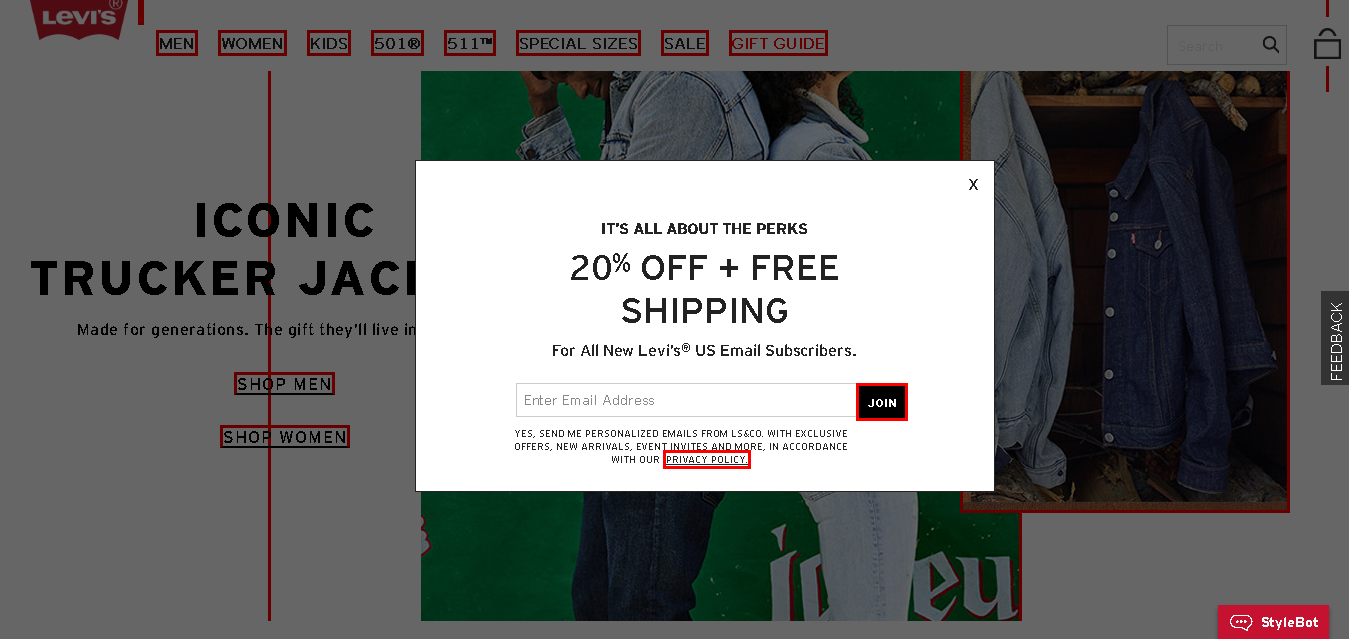 LEVI'S®
MEN WOMEN KIDS 501® 511™ SPECIAL SIZES SALE GIFT GUIDE
Search
ICONIC
TRUCKER JAC
Made for generations. The gift they'll live in
SHOP MEN
SHOP WOMEN
X
IT'S ALL ABOUT THE PERKS
20% OFF + FREE
SHIPPING
For All New Levi's® US Email Subscribers.
Enter Email Address
JOIN
YES, SEND ME PERSONALIZED EMAILS FROM LS&CO. WITH EXCLUSIVE
OFFERS, NEW ARRIVALS, EVENT INVITES AND MORE, IN ACCORDANCE
WITH OUR PRIVACY POLICY.
FEEDBACK
StyleBot